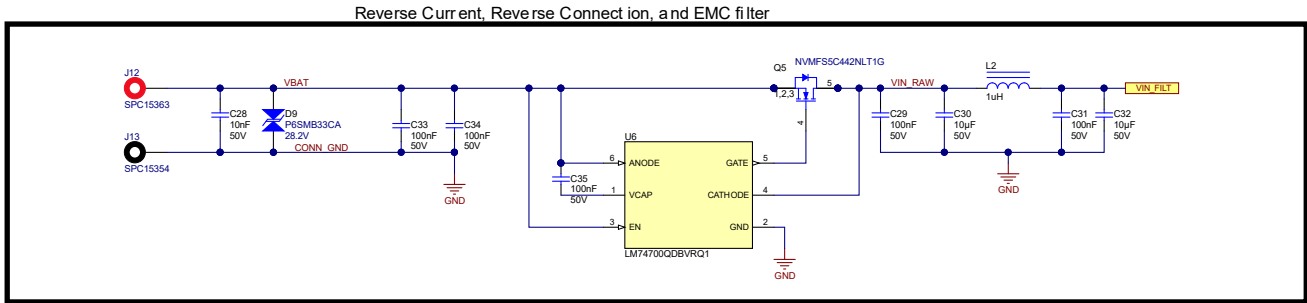 Reverse Current, Reverse Connection, and EMC filter
J12
SPC15363
J13
SPC15354
VBAT
C28
10nF
50V
D9
P6SMB33CA
28.2V
CONN_GND
C33
100nF
50V
C34
100nF
50V
GND
C35
100nF
50V
U6
6
ANODE
1
VCAP
3
EN
GATE
5
CATHODE
4
GND
2
LM74700QDBVRQ1
GND
Q5
NVMFS5C442NLT1G
1,2,3
5
4
VIN_RAW
C29
100nF
50V
C30
10µF
50V
GND
L2
1uH
C31
100nF
50V
C32
10µF
50V
VIN_FILT